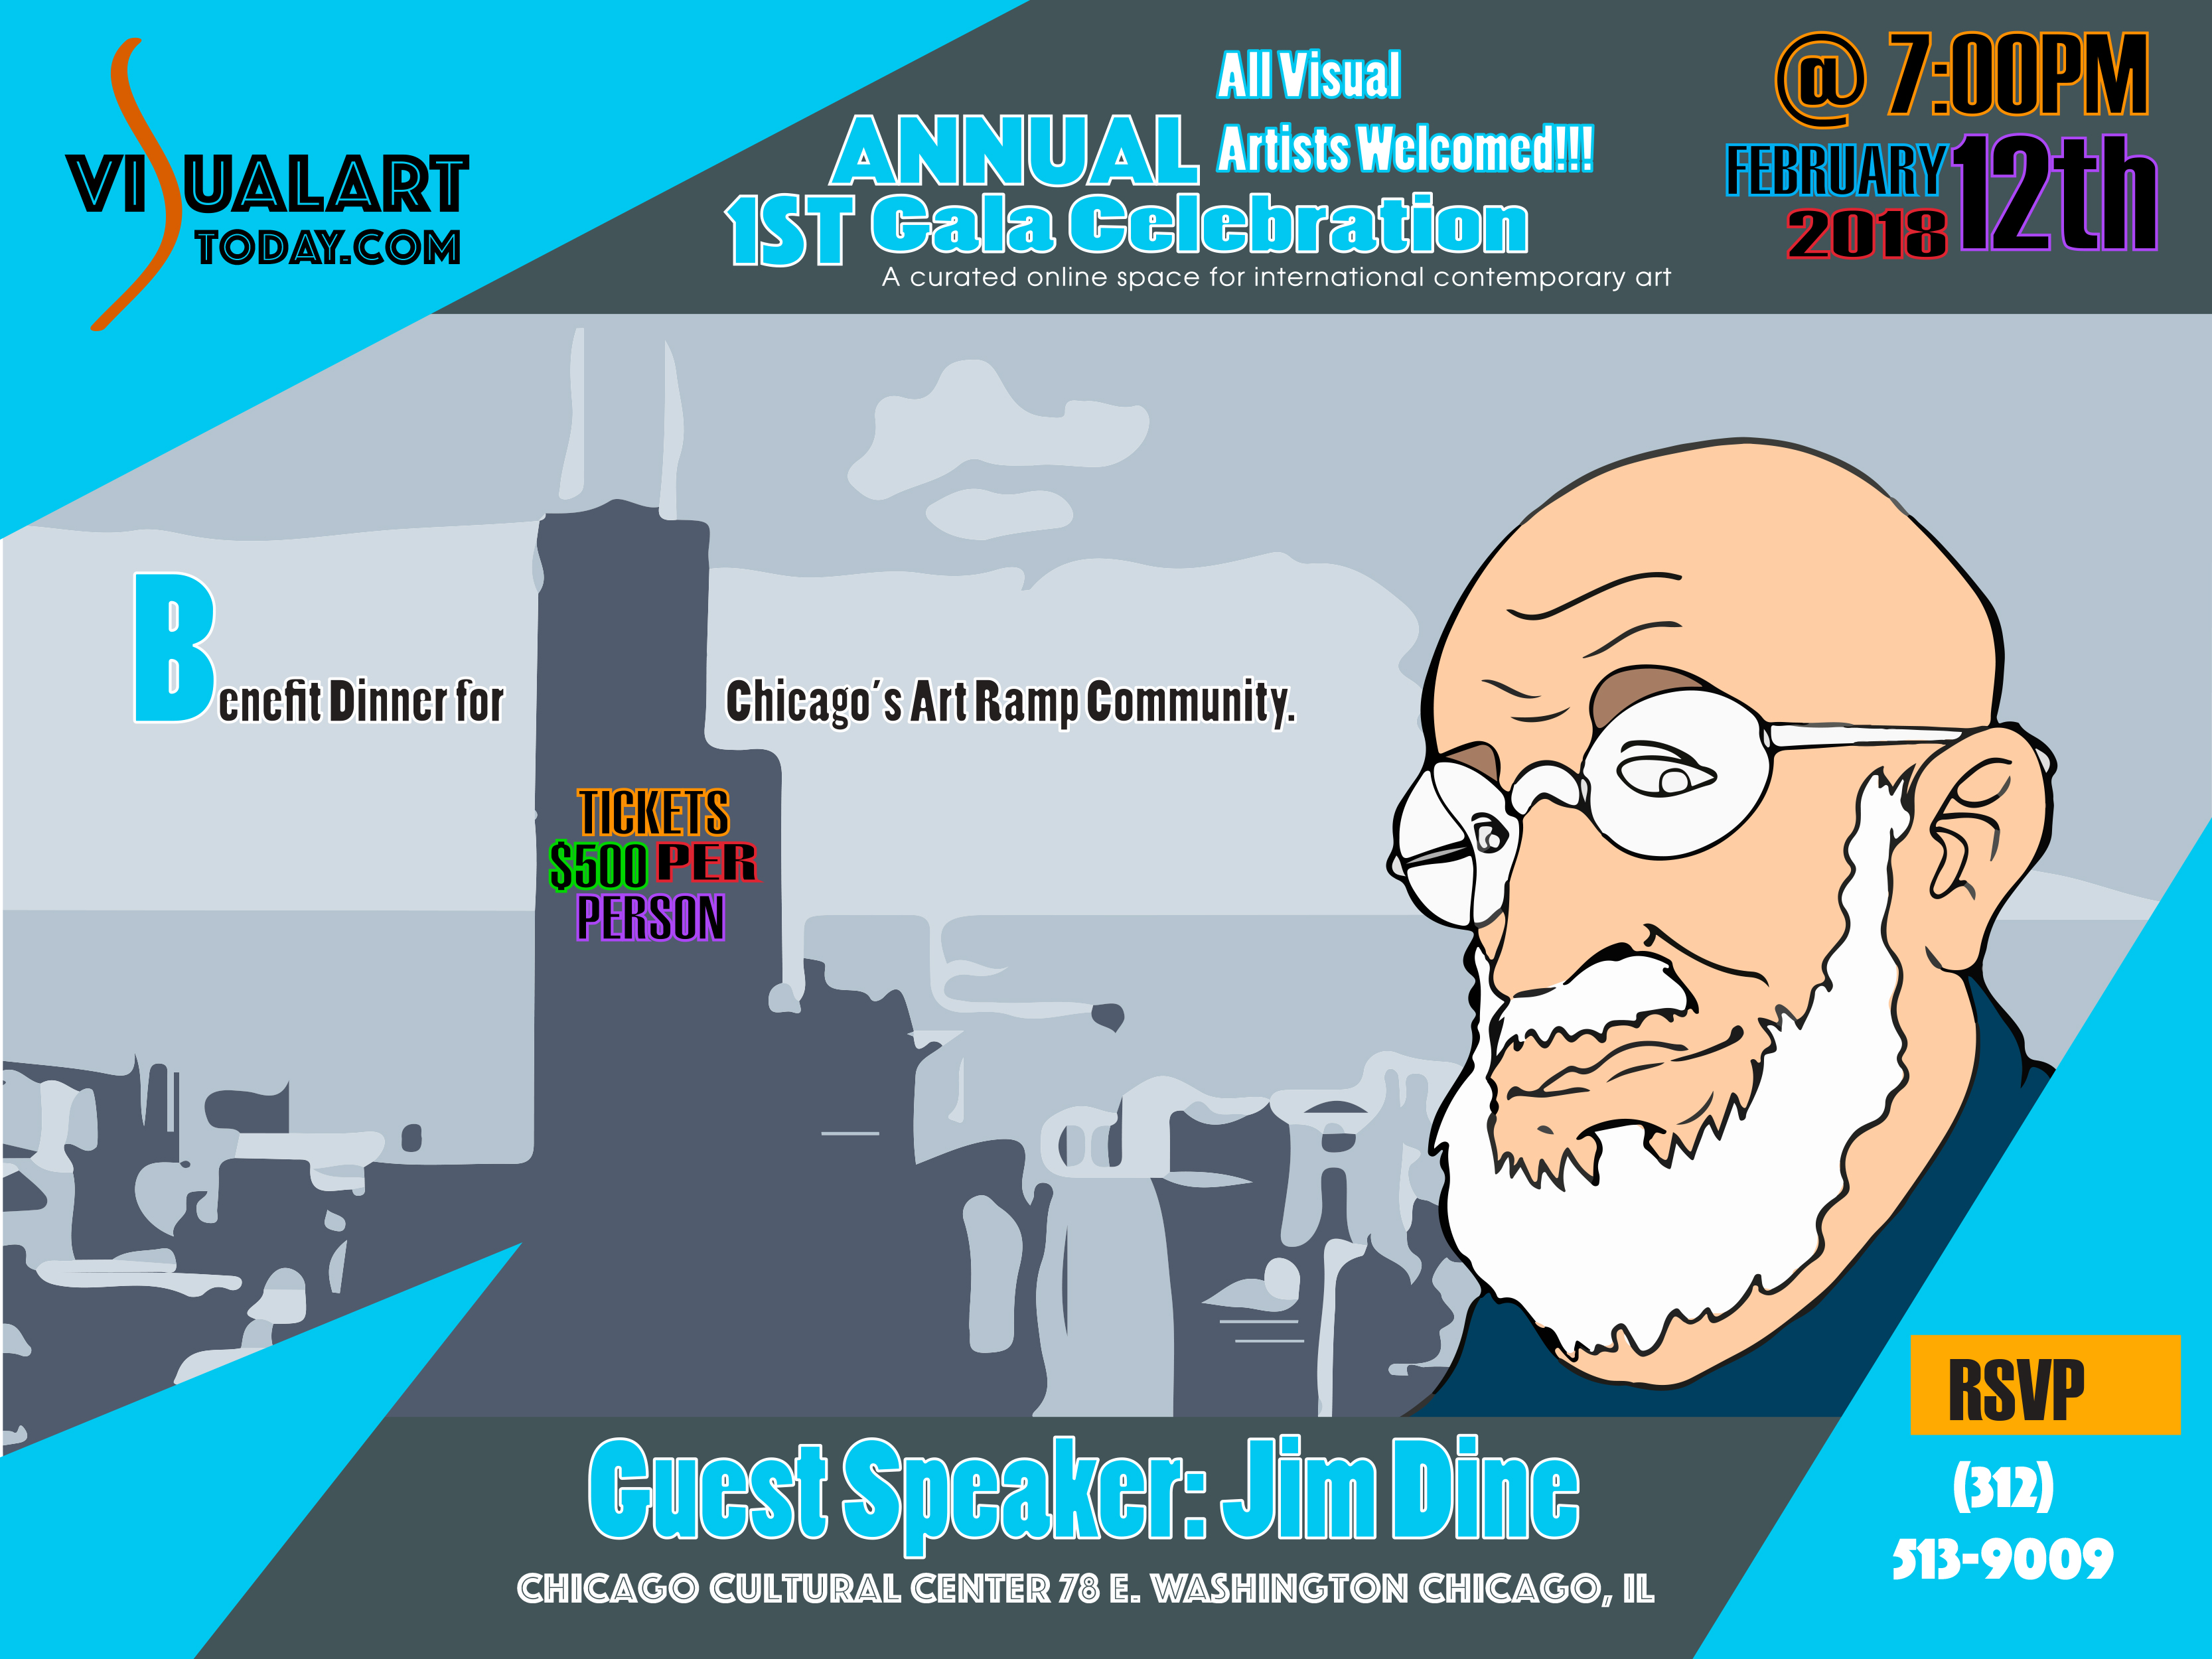 VISUALART
TODAY.COM
All Visual
Artists Welcomed!!!
ANNUAL
1ST Gala Celebration
A curated online space for international contemporary art
@ 7:00PM
FEBRUARY 12th
2018
Benefit Dinner for Chicago's Art Ramp Community.
TICKETS
$500 PER
PERSON
RSVP
(312)
513-9009
Guest Speaker: Jim Dine
CHICAGO CULTURAL CENTER 78 E. WASHINGTON CHICAGO, IL